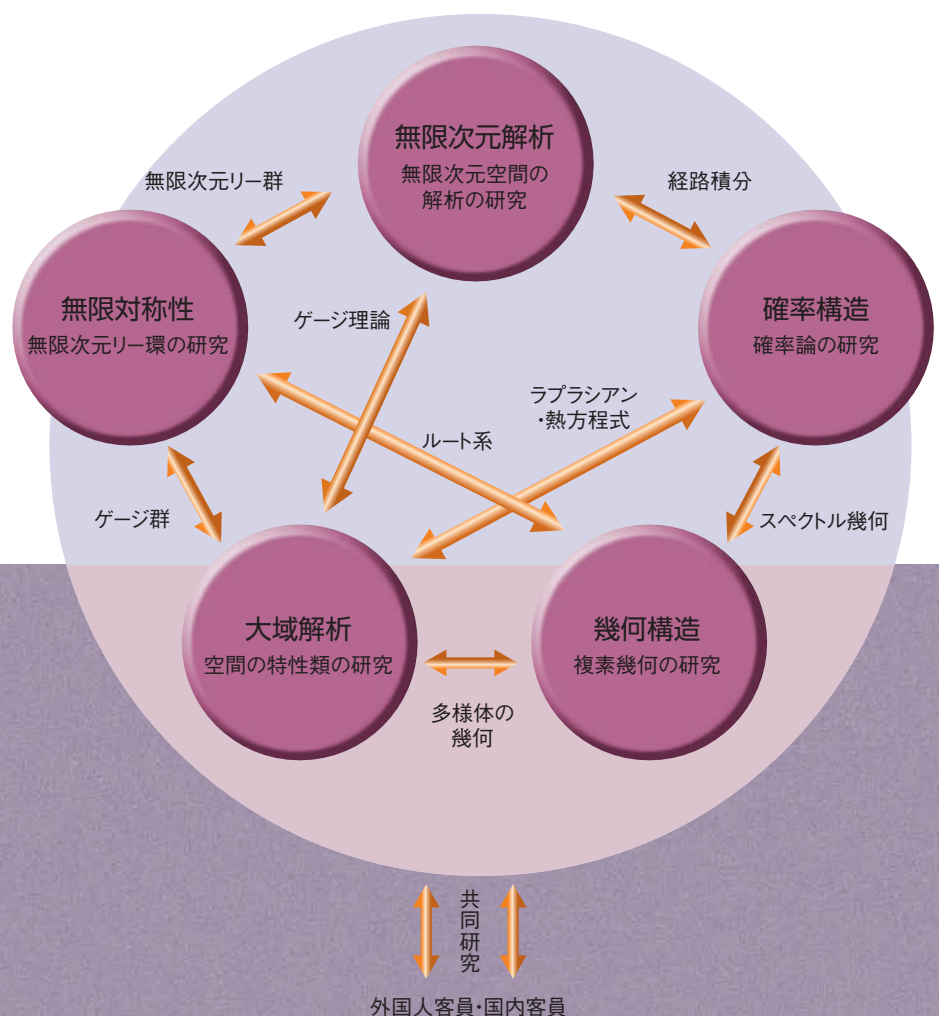 無限次元解析
無限次元空間の
解析の研究
無限次元リー群
経路積分
無限対称性
無限次元リー環の研究
確率構造
確率論の研究
ゲージ理論
ラプラシアン
・熱方程式
ルート系
ゲージ群
スペクトル幾何
大域解析
空間の特性類の研究
幾何構造
複素幾何の研究
多様体の
幾何
共同研究
外国人客員・国内客員